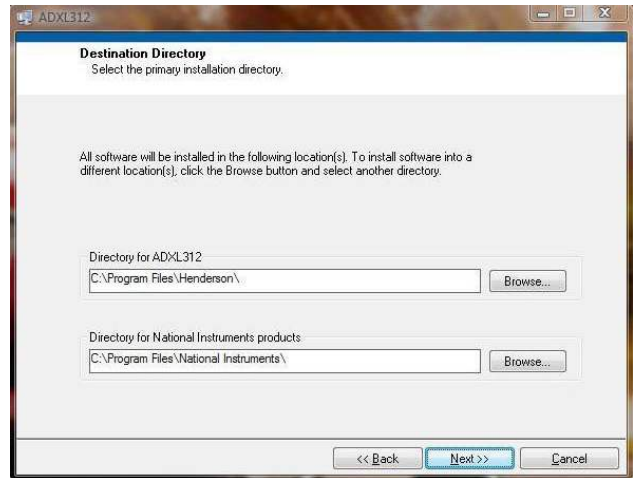 ADXL312
Destination Directory
Select the primary installation directory.
All software will be installed in the following location(s). To install software into a
different location(s), click the Browse button and select another directory.
Directory for ADXL312
C:\Program Files\Henderson\
Browse...
Directory for National Instruments products
C:\Program Files\National Instruments\
Browse...
<< Back
Next >>
Cancel